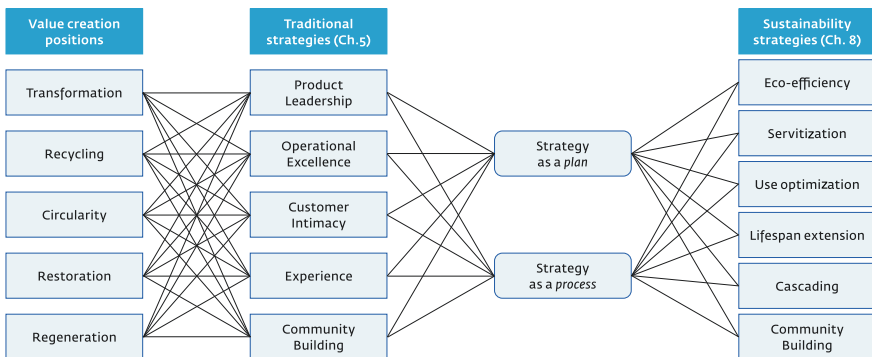 Value creation
positions
Traditional
strategies (Ch.5)
Sustainability
strategies (Ch. 8)
Transformation
Recycling
Circularity
Restoration
Regeneration
Product
Leadership
Operational
Excellence
Customer
Intimacy
Experience
Community
Building
Strategy
as a plan
Strategy
as a process
Eco-efficiency
Servitization
Use optimization
Lifespan extension
Cascading
Community
Building